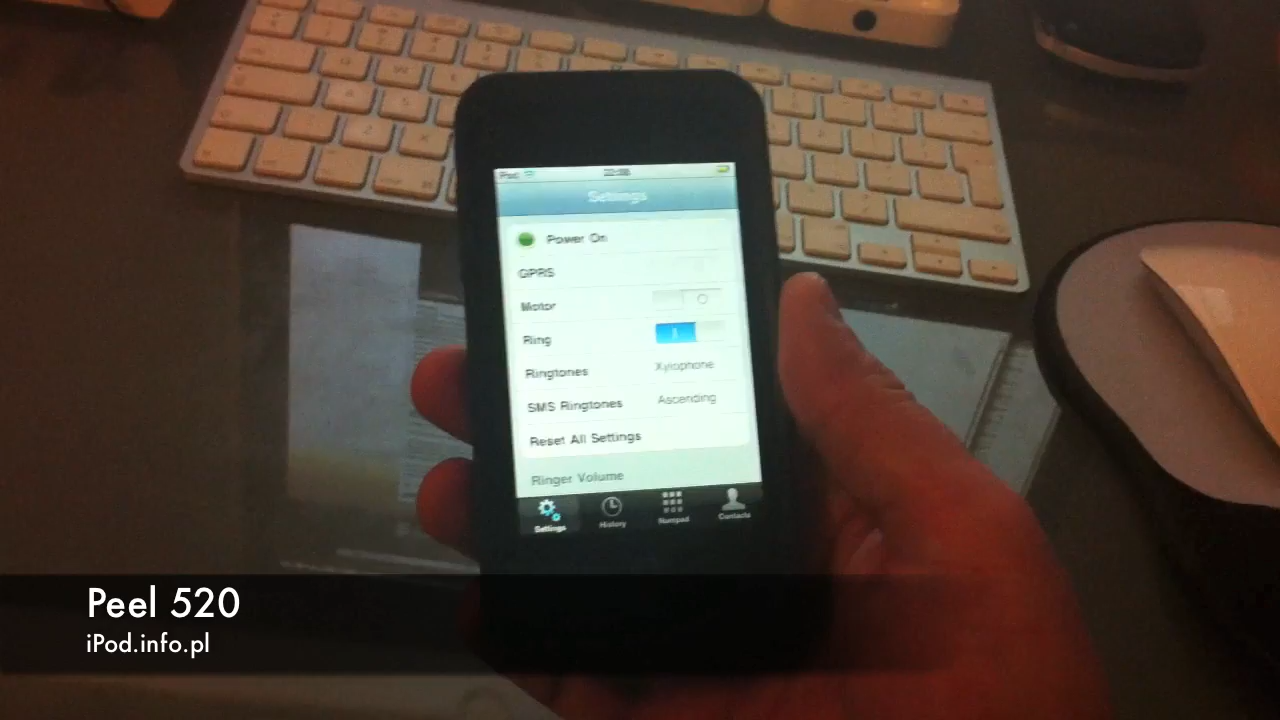 iPod
Settings
Power On
GPRS
Motor
Ring
Ringtones Xylophone
SMS Ringtones Ascending
Reset All Settings
Ringer Volume
Settings History Numpad Contacts
Peel 520
iPod.info.pl